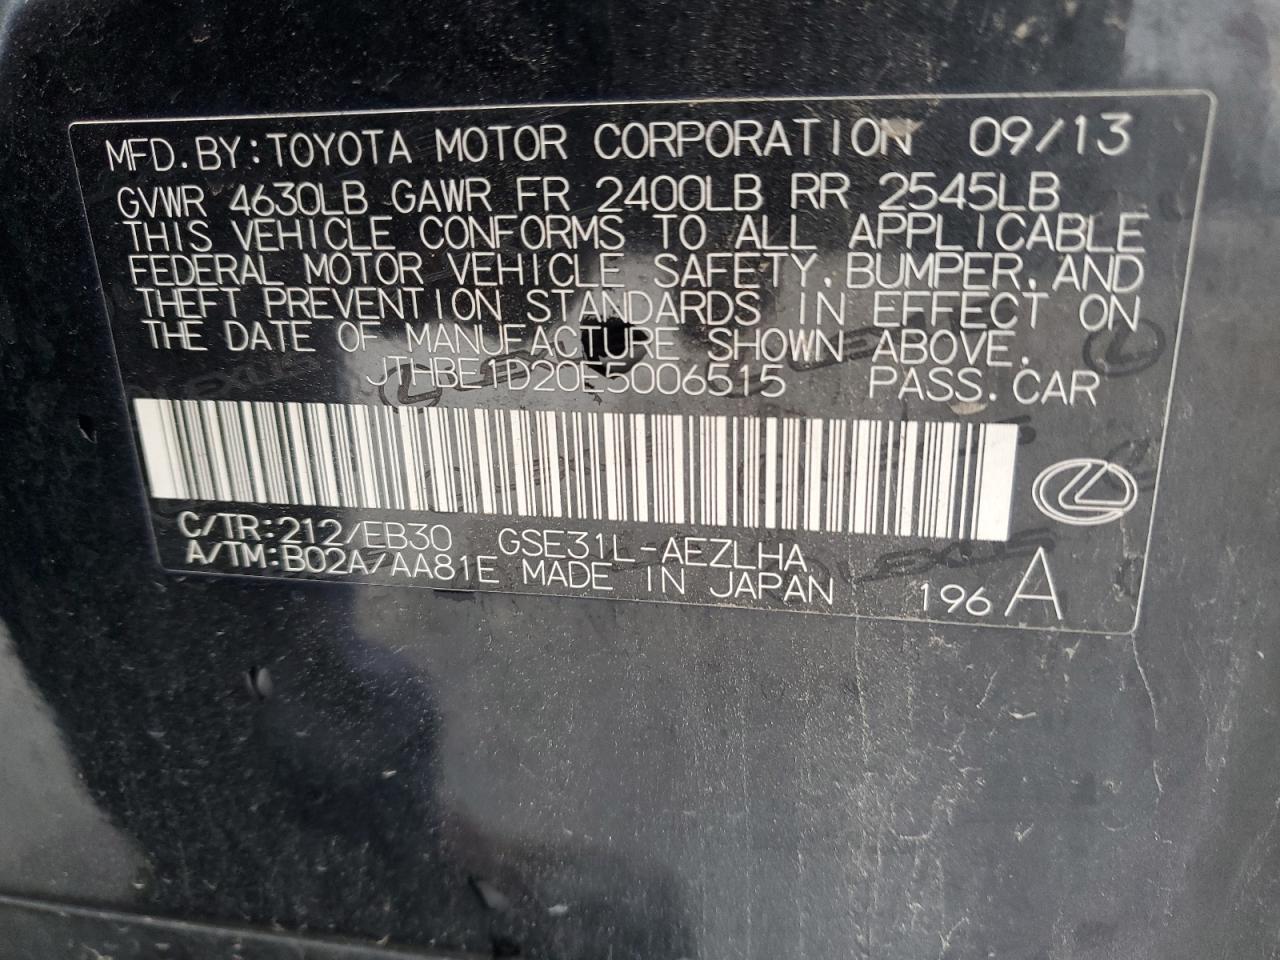 MFD.BY:TOYOTA MOTOR CORPORATION 09/13
GVWR 4630LB GAWR FR 2400LB RR 2545LB
THIS VEHICLE CONFORMS TO ALL APPLICABLE
FEDERAL MOTOR VEHICLE SAFETY,BUMPER,AND
THEFT PREVENTION STANDARDS IN EFFECT ON
THE DATE OF MANUFACTURE SHOWN ABOVE.
JTHBE1D20E5006515 PASS.CAR
C/TR:212/EB30 GSE31L-AEZLHA
A/TM:B02A/AA81E MADE IN JAPAN 196 A